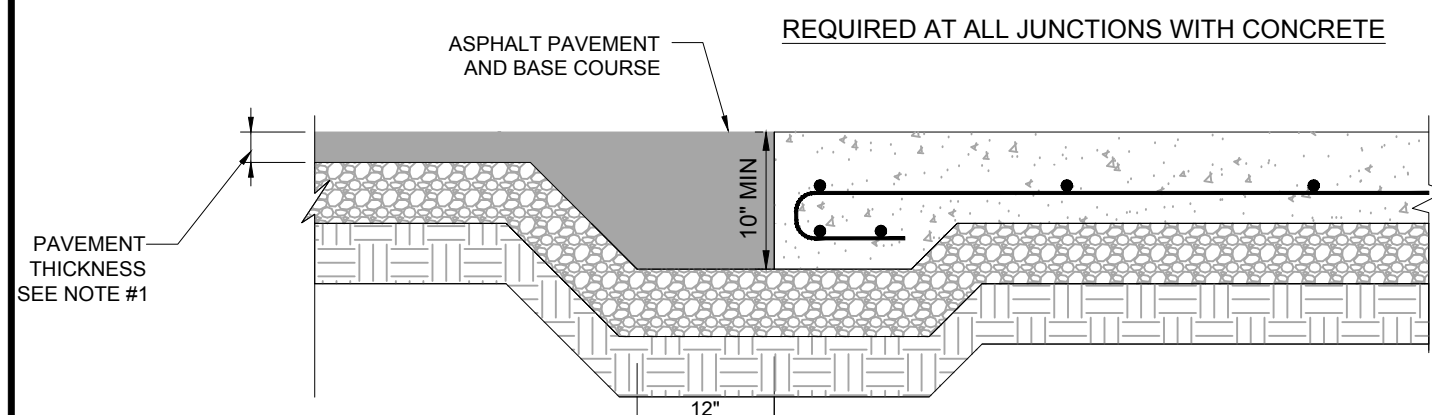 REQUIRED AT ALL JUNCTIONS WITH CONCRETE
ASPHALT PAVEMENT
AND BASE COURSE
10" MIN
PAVEMENT
THICKNESS
SEE NOTE #1
12"